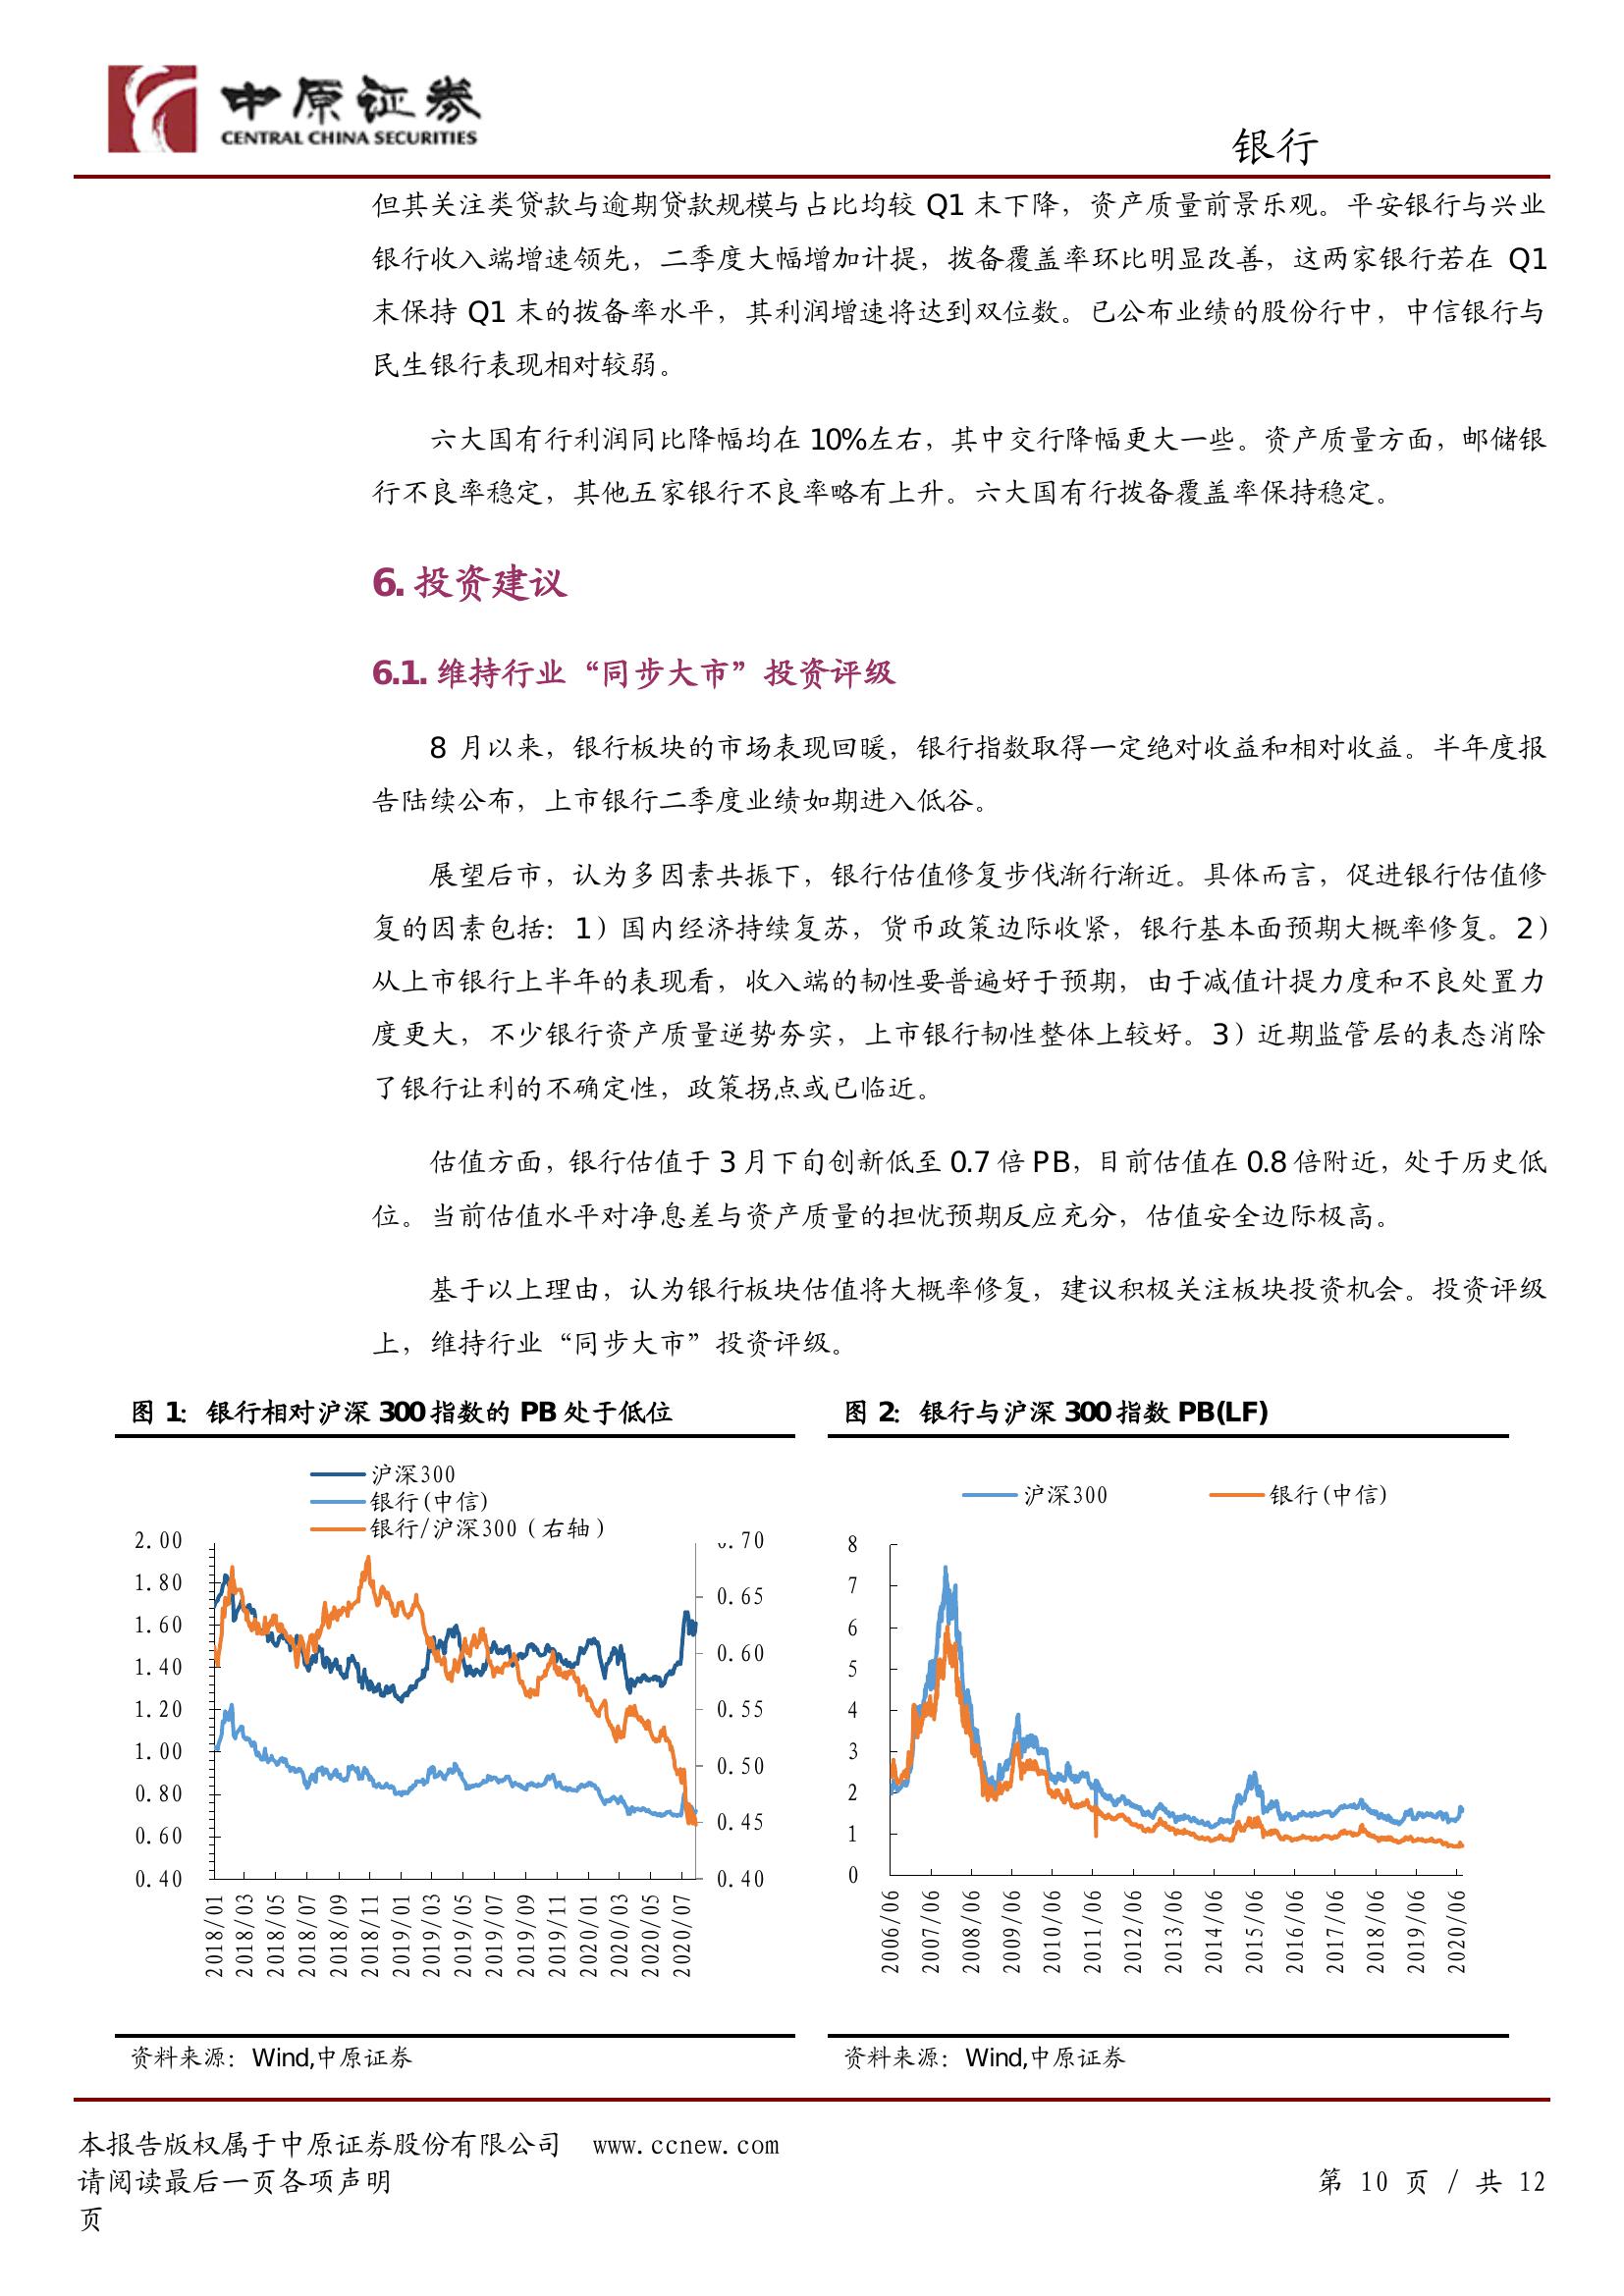 中原证券
CENTRAL CHINA SECURITIES
银行
但其关注类贷款与逾期贷款规模与占比均较 Q1 末下降，资产质量前景乐观。平安银行与兴业
银行收入端增速领先，二季度大幅增加计提，拨备覆盖率环比明显改善，这两家银行若在 Q1
末保持 Q1 末的拨备率水平，其利润增速将达到双位数。已公布业绩的股份行中，中信银行与
民生银行表现相对较弱。
六大国有行利润同比降幅均在 10%左右，其中交行降幅更大一些。资产质量方面，邮储银
行不良率稳定，其他五家银行不良率略有上升。六大国有行拨备覆盖率保持稳定。
6. 投资建议
6.1. 维持行业“同步大市”投资评级
8 月以来，银行板块的市场表现回暖，银行指数取得一定绝对收益和相对收益。半年度报
告陆续公布，上市银行二季度业绩如期进入低谷。
展望后市，认为多因素共振下，银行估值修复步伐渐行渐近。具体而言，促进银行估值修
复的因素包括：1）国内经济持续复苏，货币政策边际收紧，银行基本面预期大概率修复。2）
从上市银行上半年的表现看，收入端的韧性要普遍好于预期，由于减值计提力度和不良处置力
度更大，不少银行资产质量逆势夯实，上市银行韧性整体上较好。3）近期监管层的表态消除
了银行让利的不确定性，政策拐点或已临近。
估值方面，银行估值于 3 月下旬创新低至 0.7 倍 PB，目前估值在 0.8 倍附近，处于历史低
位。当前估值水平对净息差与资产质量的担忧预期反应充分，估值安全边际极高。
基于以上理由，认为银行板块估值将大概率修复，建议积极关注板块投资机会。投资评级
上，维持行业“同步大市”投资评级。
图 1：银行相对沪深 300 指数的 PB 处于低位
沪深300
银行(中信)
银行/沪深300（右轴）
2.00
1.80
1.60
1.40
1.20
1.00
0.80
0.60
0.40
0.70
0.65
0.60
0.55
0.50
0.45
0.40
2018/01
2018/03
2018/05
2018/07
2018/09
2018/11
2019/01
2019/03
2019/05
2019/07
2019/09
2019/11
2020/01
2020/03
2020/05
2020/07
资料来源：Wind,中原证券
图 2：银行与沪深 300 指数 PB(LF)
沪深300
银行(中信)
8
7
6
5
4
3
2
1
0
2006/06
2007/06
2008/06
2009/06
2010/06
2011/06
2012/06
2013/06
2014/06
2015/06
2016/06
2017/06
2018/06
2019/06
2020/06
资料来源：Wind,中原证券
本报告版权属于中原证券股份有限公司 www.ccnew.com
请阅读最后一页各项声明
第 10 页 / 共 12
页